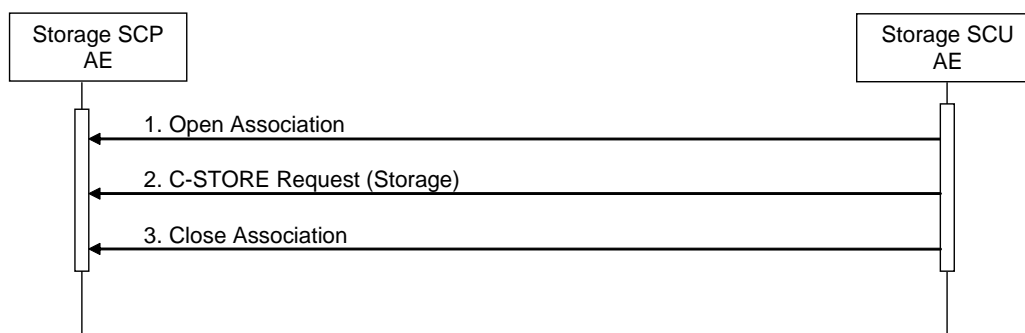 Storage SCP
AE
Storage SCU
AE
1. Open Association
2. C-STORE Request (Storage)
3. Close Association